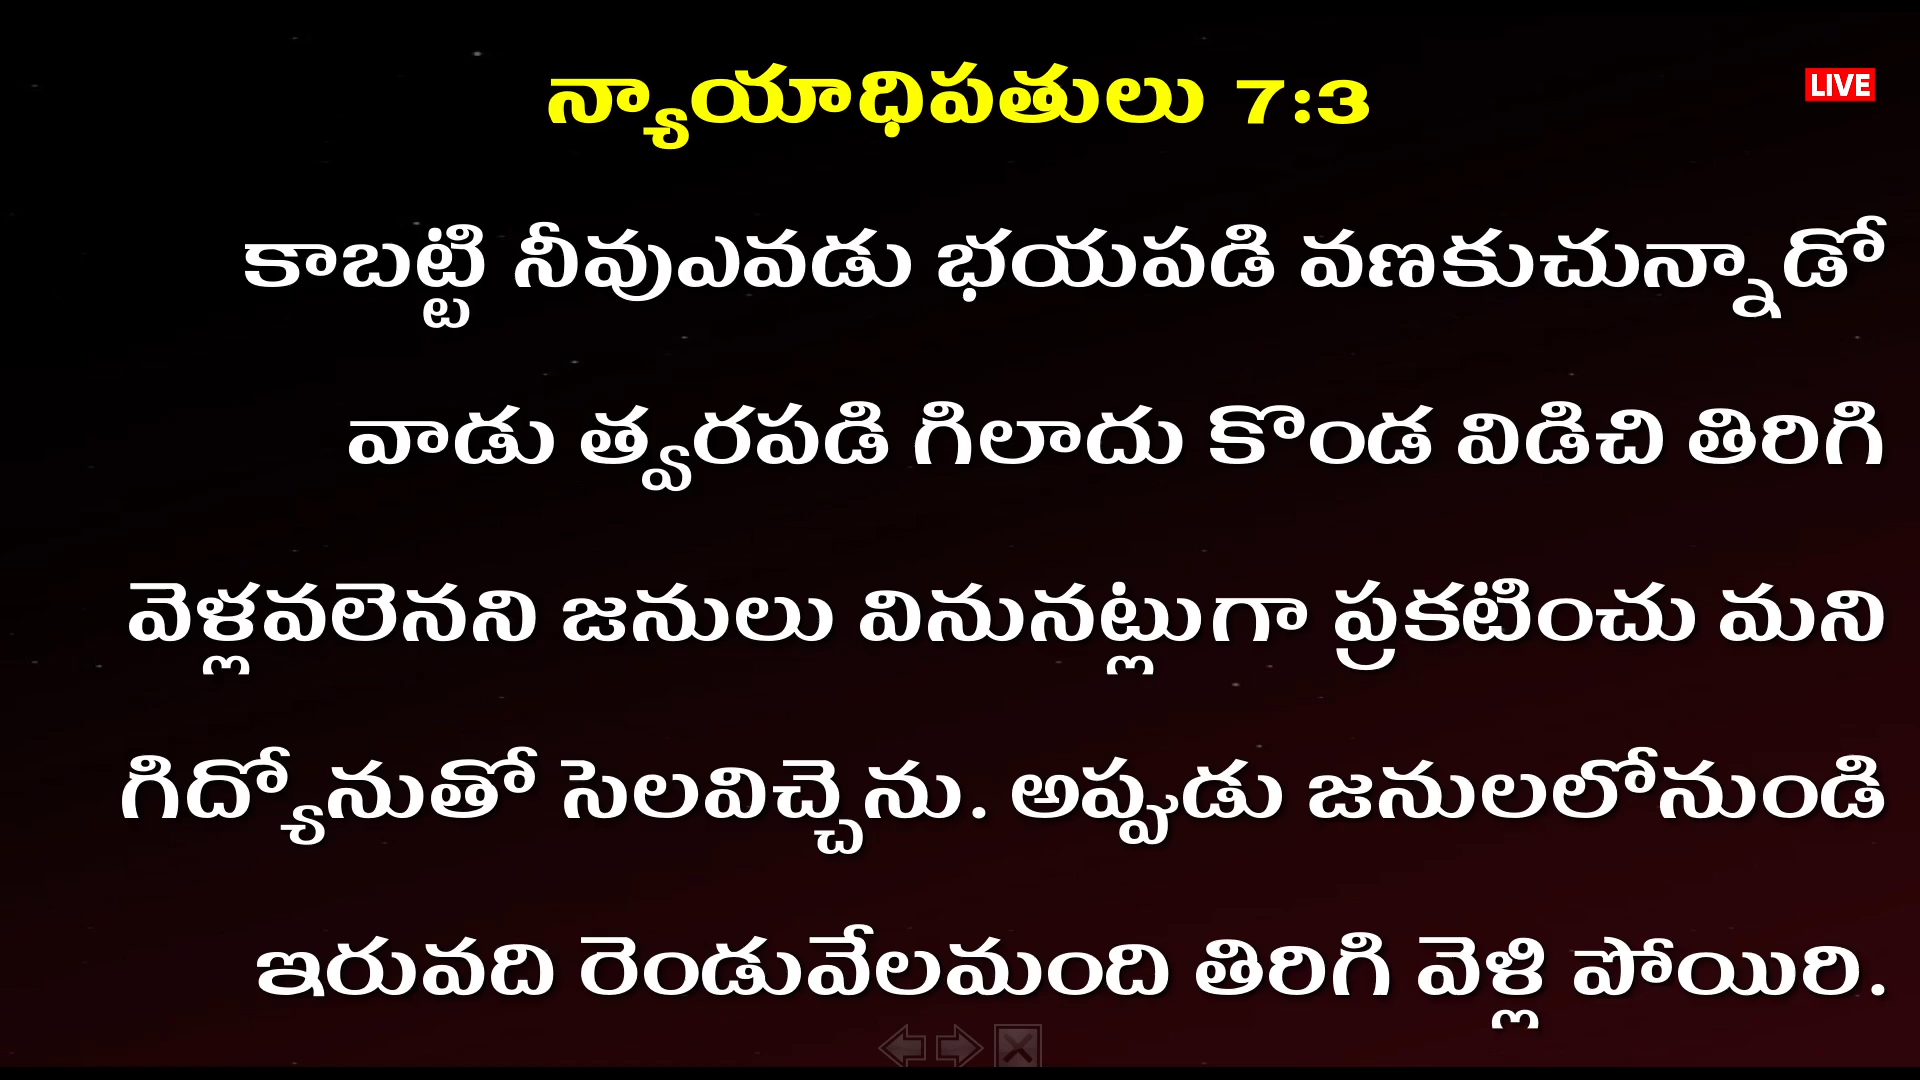 న్యాయాధిపతులు 7:3
LIVE
కాబట్టి నీవుఎవడు భయపడి వణకుచున్నాడో
వాడు త్వరపడి గిలాదు కొండ విడిచి తిరిగి
వెళ్లవలెనని జనులు వినునట్లుగా ప్రకటించు మని
గిద్యోనుతో సెలవిచ్చెను. అప్పుడు జనులలోనుండి
ఇరువది రెండువేలమంది తిరిగి వెళ్లి పోయిరి.